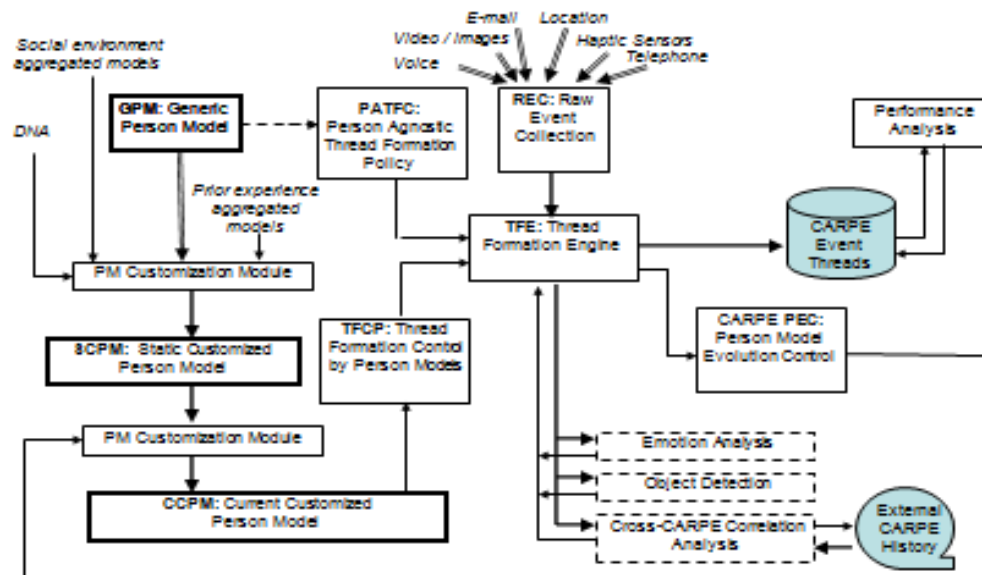 E-mail
Location
Social environment
aggregated models
Video / Images
Haptic Sensors
Voice
Telephone
GPM: Generic
Person Model
PATFC:
Person Agnostic
Thread Formation
Policy
REC: Raw
Event
Collection
Performance
Analysis
DNA
Prior experience
aggregated
models
TFE: Thread
Formation Engine
CARPE
Event
Threads
PM Customization Module
TFCP: Thread
Formation Control
by Person Models
CARPE PEC:
Person Model
Evolution Control
SCPM: Static Customized
Person Model
PM Customization Module
Emotion Analysis
Object Detection
CCPM: Current Customized
Person Model
Cross-CARPE Correlation
Analysis
External
CARPE
History